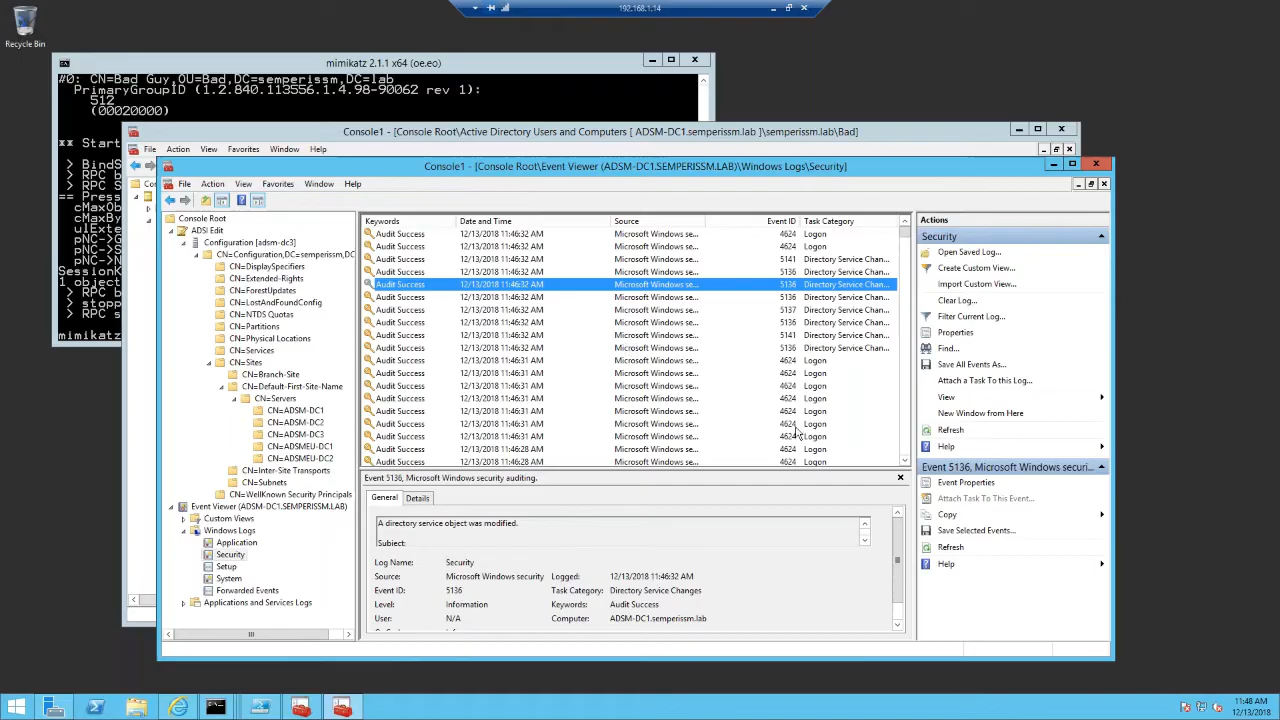 192.168.1.14
Recycle Bin
mimikatz 2.1.1 x64 (oe.eo)
#0: CN=Bad Guy,OU=Bad,DC=semperissm,DC=lab
PrimaryGroupID (1.2.840.113556.1.4.98-90062 rev 1):
512
(00020000)
** Start
> BindS
> RPC b
> RPC s
== Press
cMaxOb
cMaxBy
ulExte
pNC->G
pNC->N
SessionK
1 object
> RPC b
> stop
> RPC s
mimikatz
Console1 - [Console Root\Active Directory Users and Computers [ ADSM-DC1.semperissm.lab ]\semperissm.lab\Bad]
File Action View Favorites Window Help
Console1 - [Console Root\Event Viewer (ADSM-DC1.SEMPERISSM.LAB)\Windows Logs\Security]
File Action View Favorites Window Help
Console Root
ADSI Edit
Configuration [adsm-dc3]
CN=Configuration,DC=semperissm,DC
CN=DisplaySpecifiers
CN=Extended-Rights
CN=ForestUpdates
CN=LostAndFoundConfig
CN=NTDS Quotas
CN=Partitions
CN=Physical Locations
CN=Services
CN=Sites
CN=Branch-Site
CN=Default-First-Site-Name
CN=Servers
CN=ADSM-DC1
CN=ADSM-DC2
CN=ADSM-DC3
CN=ADSMEU-DC1
CN=ADSMEU-DC2
CN=Inter-Site Transports
CN=Subnets
CN=WellKnown Security Principals
Event Viewer (ADSM-DC1.SEMPERISSM.LAB)
Custom Views
Windows Logs
Application
Security
Setup
System
Forwarded Events
Applications and Services Logs
Keywords Date and Time Source Event ID Task Category
Audit Success 12/13/2018 11:46:32 AM Microsoft Windows se... 4624 Logon
Audit Success 12/13/2018 11:46:32 AM Microsoft Windows se... 4624 Logon
Audit Success 12/13/2018 11:46:32 AM Microsoft Windows se... 5141 Directory Service Chan...
Audit Success 12/13/2018 11:46:32 AM Microsoft Windows se... 5136 Directory Service Chan...
Audit Success 12/13/2018 11:46:32 AM Microsoft Windows se... 5136 Directory Service Chan...
Audit Success 12/13/2018 11:46:32 AM Microsoft Windows se... 5136 Directory Service Chan...
Audit Success 12/13/2018 11:46:32 AM Microsoft Windows se... 5137 Directory Service Chan...
Audit Success 12/13/2018 11:46:32 AM Microsoft Windows se... 5136 Directory Service Chan...
Audit Success 12/13/2018 11:46:32 AM Microsoft Windows se... 5141 Directory Service Chan...
Audit Success 12/13/2018 11:46:32 AM Microsoft Windows se... 5136 Directory Service Chan...
Audit Success 12/13/2018 11:46:31 AM Microsoft Windows se... 4624 Logon
Audit Success 12/13/2018 11:46:31 AM Microsoft Windows se... 4624 Logon
Audit Success 12/13/2018 11:46:31 AM Microsoft Windows se... 4624 Logon
Audit Success 12/13/2018 11:46:31 AM Microsoft Windows se... 4624 Logon
Audit Success 12/13/2018 11:46:31 AM Microsoft Windows se... 4624 Logon
Audit Success 12/13/2018 11:46:31 AM Microsoft Windows se... 4624 Logon
Audit Success 12/13/2018 11:46:31 AM Microsoft Windows se... 4624 Logon
Audit Success 12/13/2018 11:46:28 AM Microsoft Windows se... 4624 Logon
Audit Success 12/13/2018 11:46:28 AM Microsoft Windows se... 4624 Logon
Event 5136, Microsoft Windows security auditing.
General Details
A directory service object was modified.
Subject:
Log Name: Security
Source: Microsoft Windows security Logged: 12/13/2018 11:46:32 AM
Event ID: 5136 Task Category: Directory Service Changes
Level: Information Keywords: Audit Success
User: N/A Computer: ADSM-DC1.semperissm.lab
Actions
Security
Open Saved Log...
Create Custom View...
Import Custom View...
Clear Log...
Filter Current Log...
Properties
Find...
Save All Events As...
Attach a Task To this Log...
View
New Window from Here
Refresh
Help
Event 5136, Microsoft Windows securi...
Event Properties
Attach Task To This Event...
Copy
Save Selected Events...
Refresh
Help
11:48 AM
12/13/2018